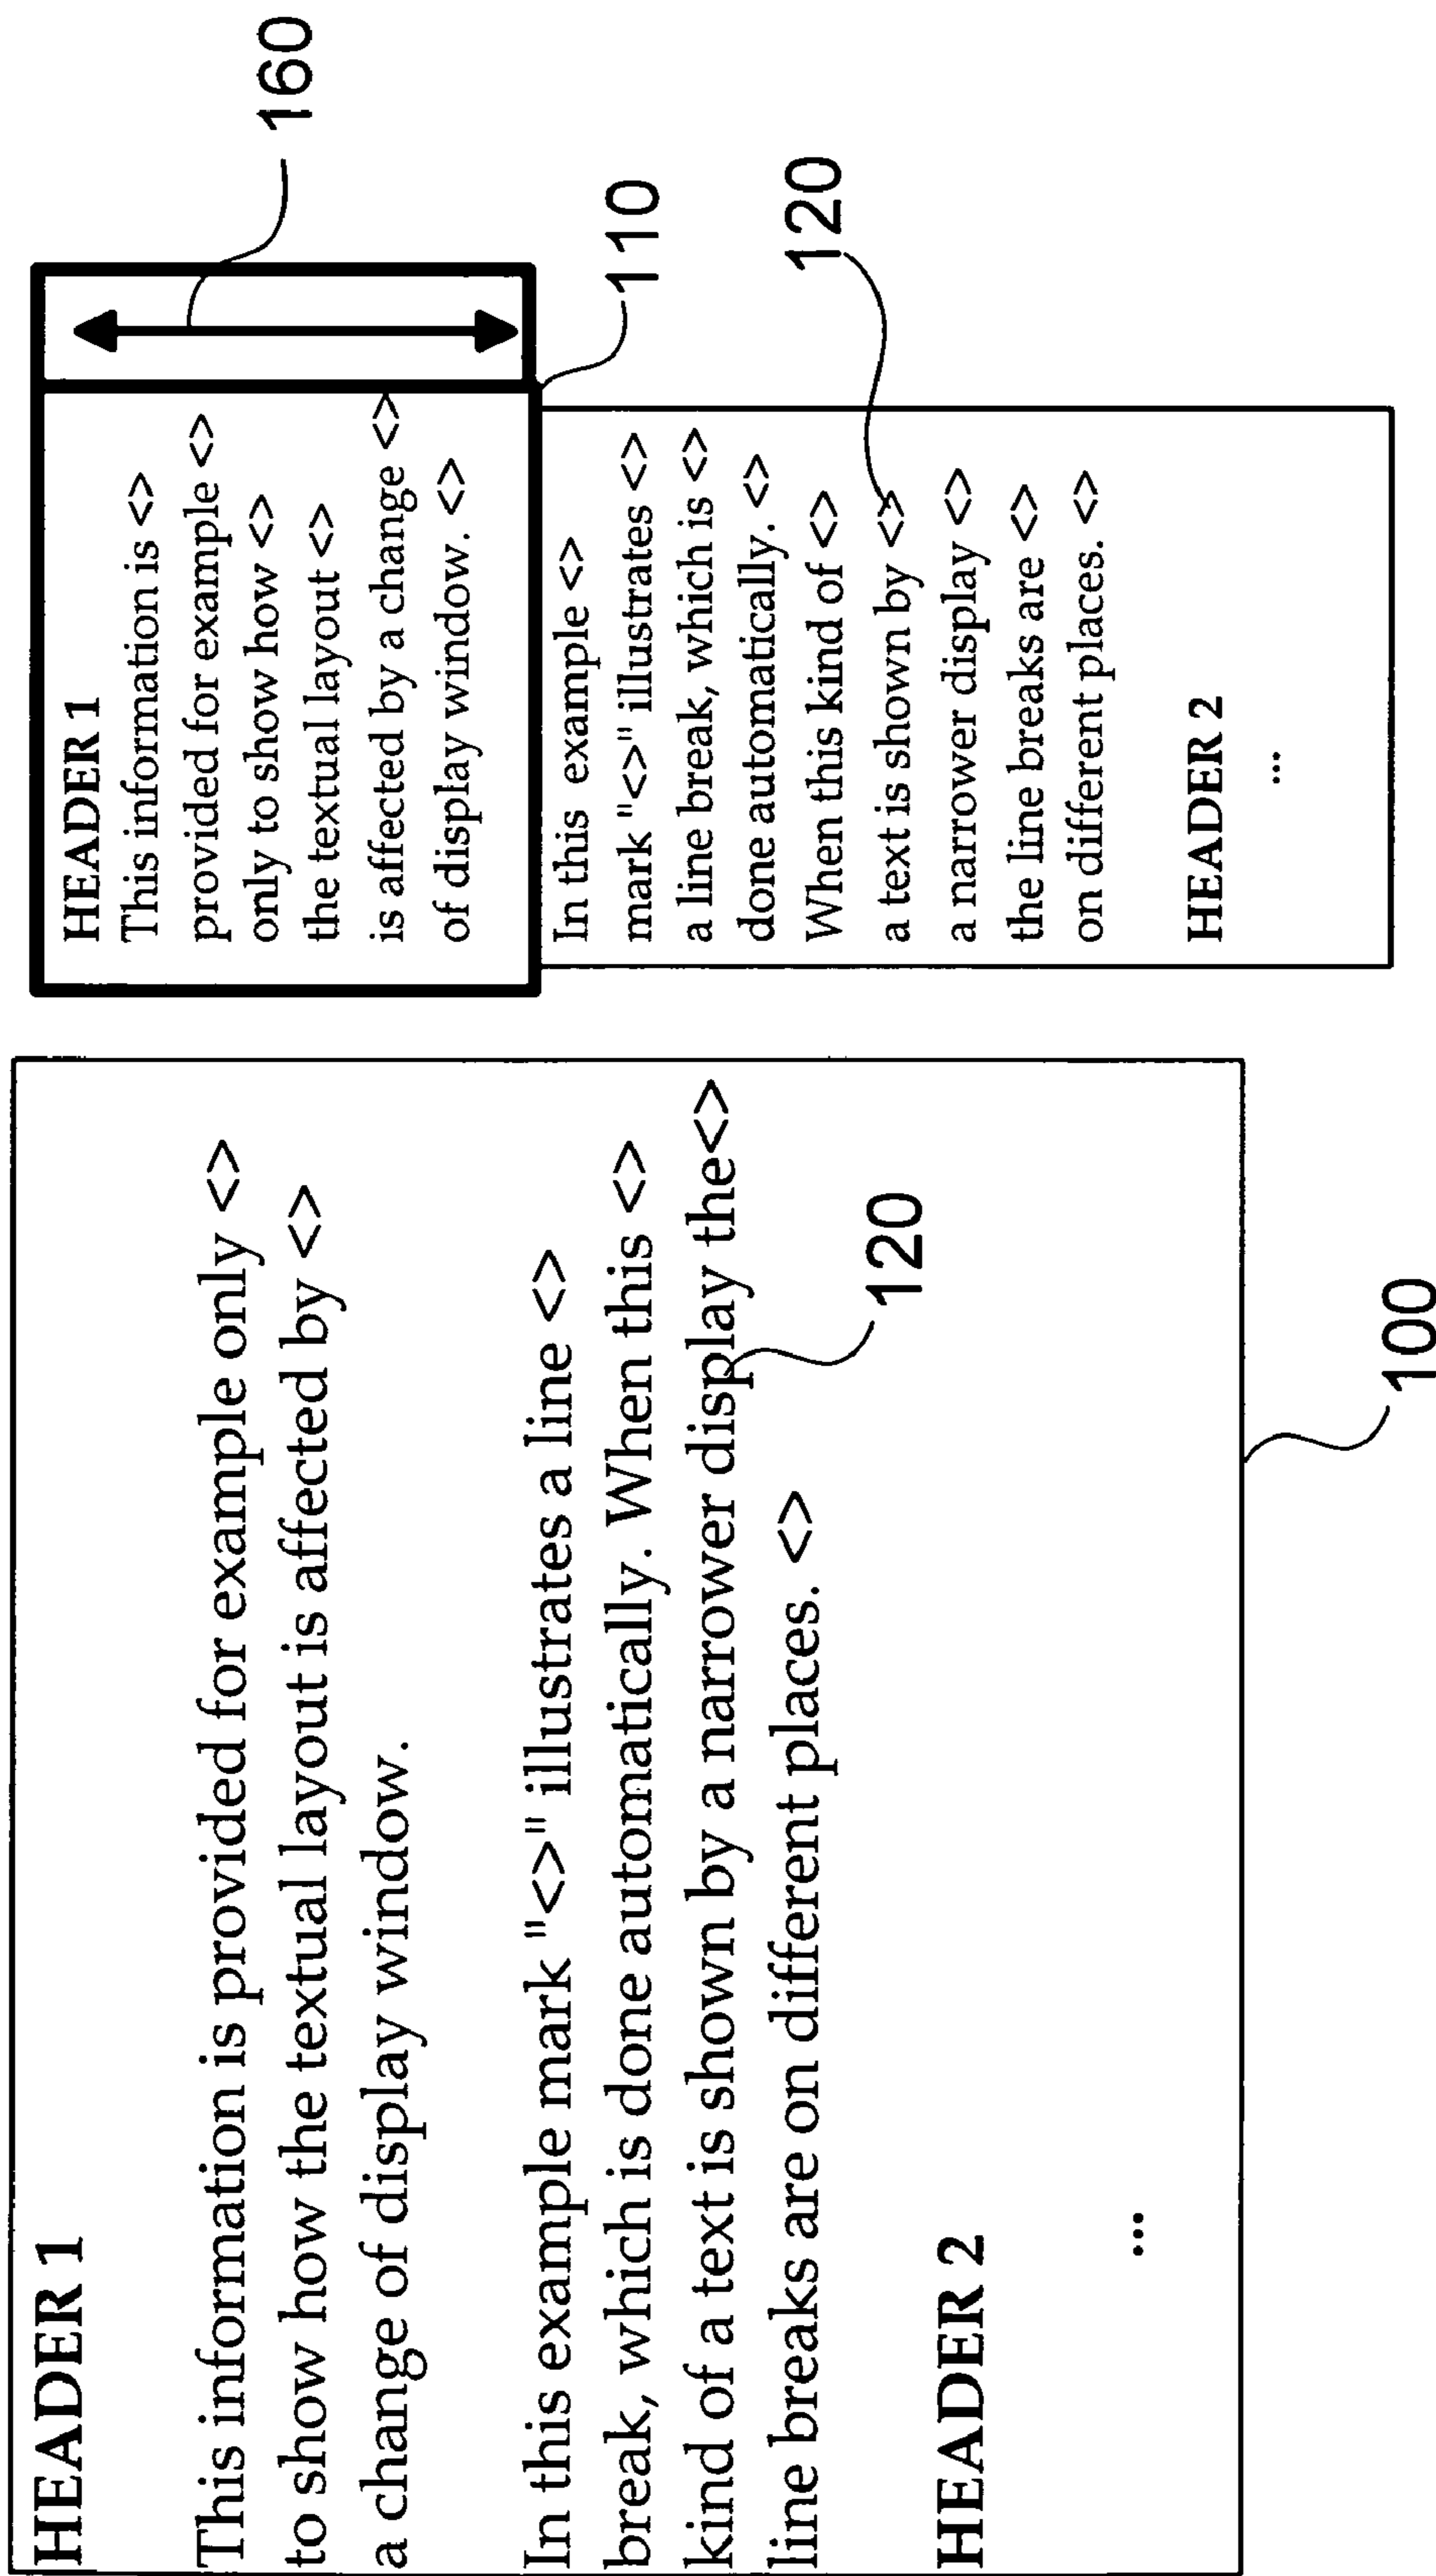 HEADER 1
This information is provided for example only <>
to show how the textual layout is affected by <>
a change of display window.
In this example mark "<>" illustrates a line <>
break, which is done automatically. When this <>
kind of a text is shown by a narrower display the<>
line breaks are on different places. <>
120
HEADER 2
...
100
HEADER 1
This information is <>
provided for example <>
only to show how <>
the textual layout <>
is affected by a change <>
of display window. <>
160
110
In this example <>
mark "<>" illustrates <>
a line break, which is <>
done automatically. <>
When this kind of <>
a text is shown by <>
a narrower display <>
the line breaks are <>
on different places. <>
120
HEADER 2
...